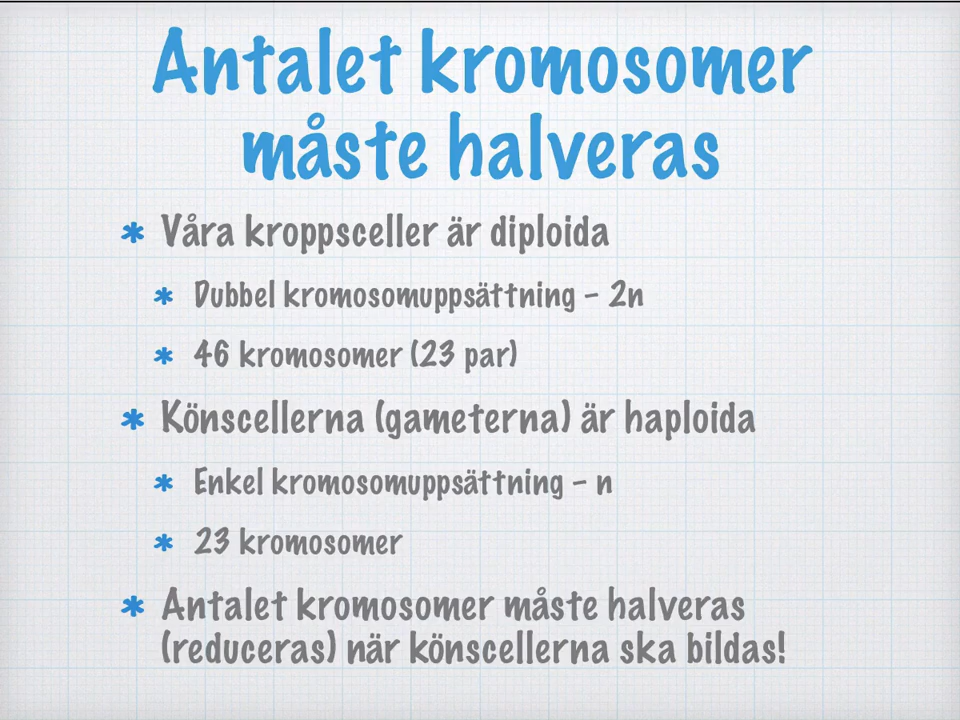 Antalet kromosomer
måste halveras
Våra kroppsceller är diploida
Dubbel kromosomuppsättning – 2n
46 kromosomer (23 par)
Könscellerna (gameterna) är haploida
Enkel kromosomuppsättning – n
23 kromosomer
Antalet kromosomer måste halveras
(reduceras) när könscellerna ska bildas!